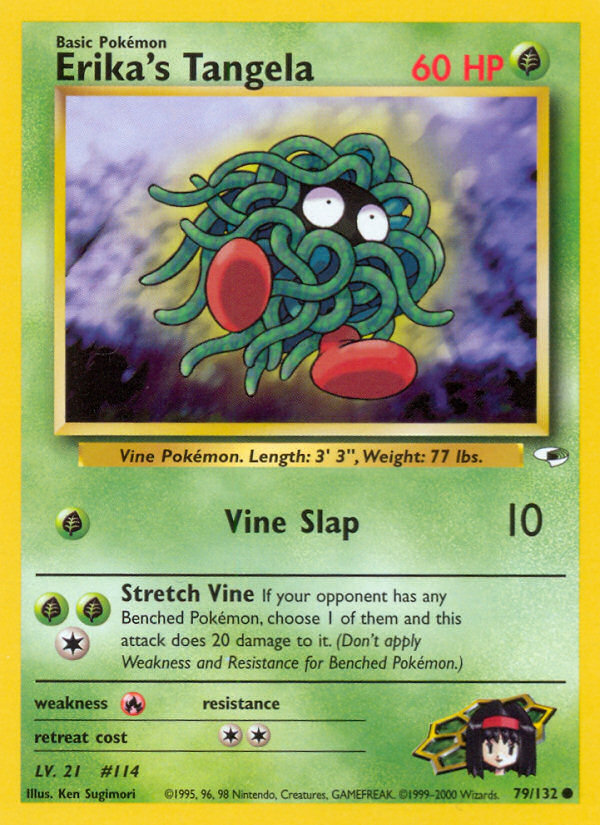 Basic Pokémon
Erika's Tangela 60 HP
Vine Pokémon. Length: 3' 3", Weight: 77 lbs.
Vine Slap 10
Stretch Vine If your opponent has any
Benched Pokémon, choose 1 of them and this
attack does 20 damage to it. (Don't apply
Weakness and Resistance for Benched Pokémon.)
weakness resistance
retreat cost
LV. 21 #114
Illus. Ken Sugimori ©1995, 96, 98 Nintendo, Creatures, GAMEFREAK. ©1999-2000 Wizards. 79/132